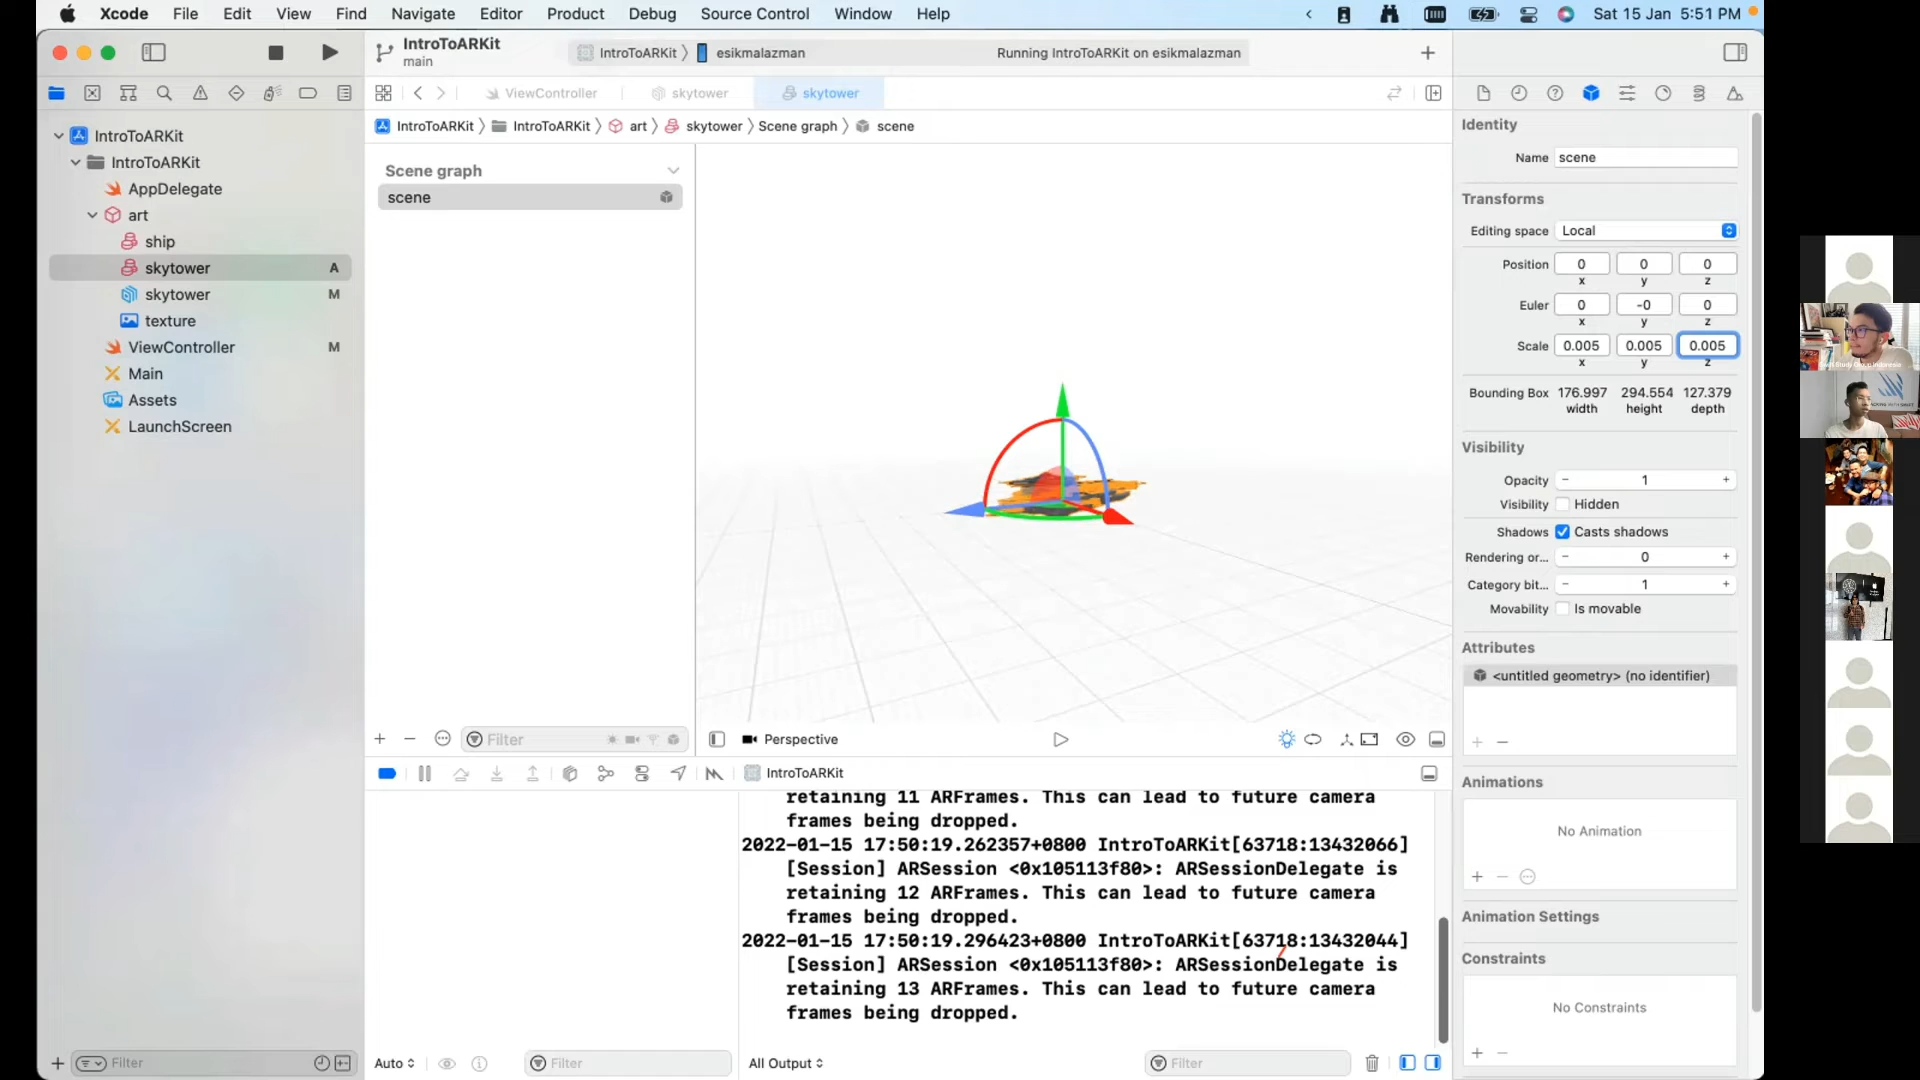 Xcode File Edit View Find Navigate Editor Product Debug Source Control Window Help Sat 15 Jan 5:51 PM
IntroToARKit
main
IntroToARKit esikmalazman
Running IntroToARKit on esikmalazman
ViewController
skytower
skytower
IntroToARKit IntroToARKit art skytower Scene graph scene
IntroToARKit
IntroToARKit
AppDelegate
art
ship
skytower A
skytower M
texture
ViewController M
Main
Assets
LaunchScreen
Filter
Scene graph
scene
Filter
Perspective
IntroToARKit
retaining 11 ARFrames. This can lead to future camera
frames being dropped.
2022-01-15 17:50:19.262357+0800 IntroToARKit[63718:13432066]
[Session] ARSession <0x105113f80>: ARSessionDelegate is
retaining 12 ARFrames. This can lead to future camera
frames being dropped.
2022-01-15 17:50:19.296423+0800 IntroToARKit[63718:13432044]
[Session] ARSession <0x105113f80>: ARSessionDelegate is
retaining 13 ARFrames. This can lead to future camera
frames being dropped.
Auto
Filter
All Output
Filter
Identity
Name scene
Transforms
Editing space Local
Position 0 0 0
x y z
Euler 0 -0 0
x y z
Scale 0.005 0.005 0.005
x y z
Bounding Box 176.997 294.554 127.379
width height depth
Visibility
Opacity - 1 +
Visibility Hidden
Shadows Casts shadows
Rendering or... - 0 +
Category bit... - 1 +
Movability Is movable
Attributes
<untitled geometry> (no identifier)
Animations
No Animation
Animation Settings
Constraints
No Constraints